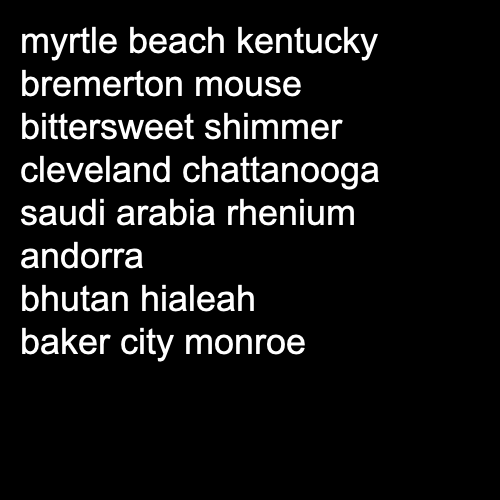 myrtle beach kentucky
bremerton mouse
bittersweet shimmer
cleveland chattanooga
saudi arabia rhenium
andorra
bhutan hialeah
baker city monroe